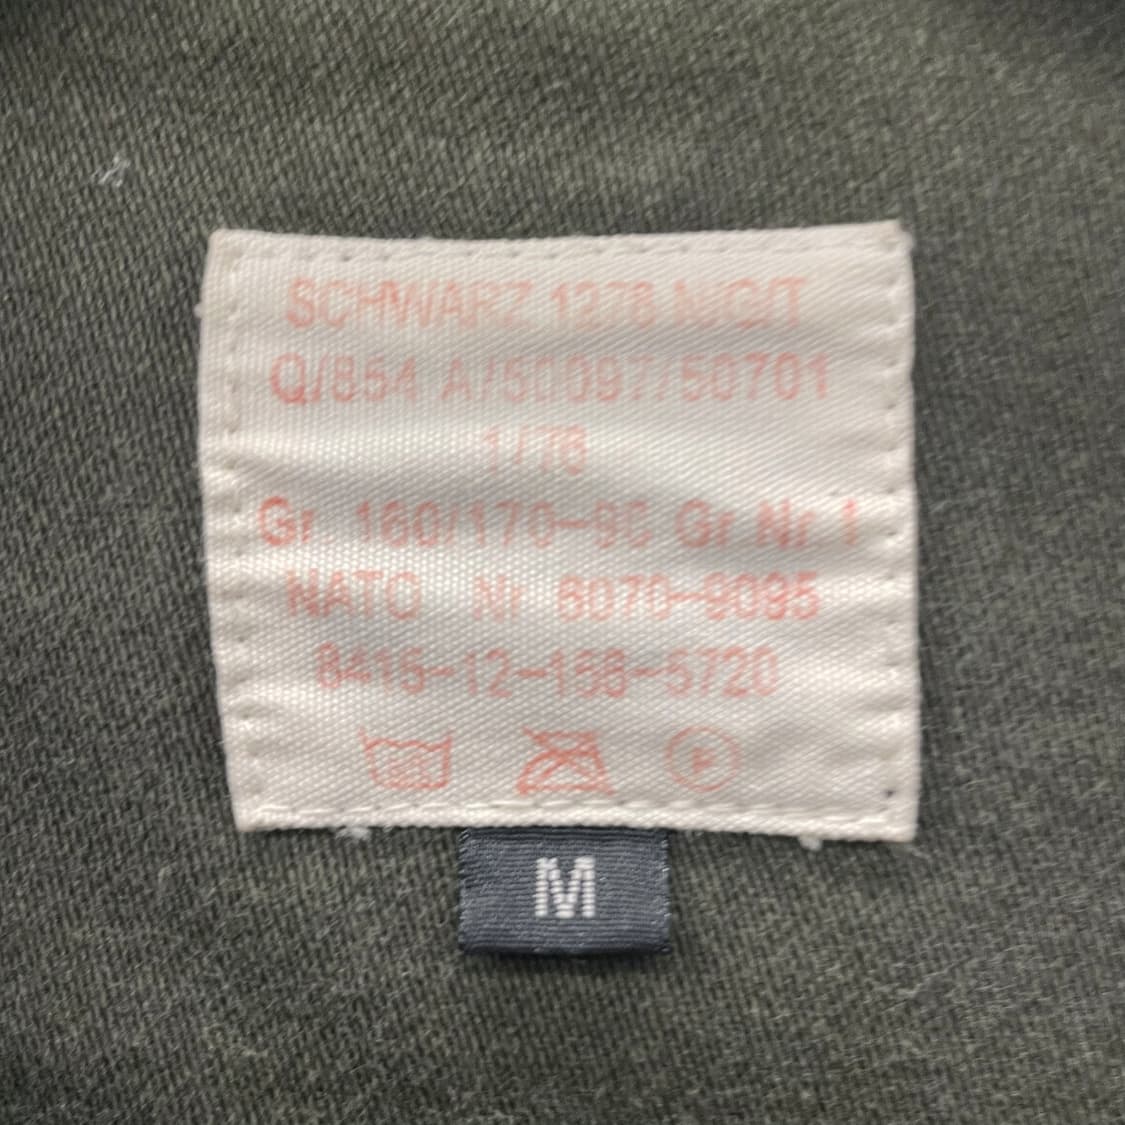 SCHWARZ 1278 N/G/T
Q/854 A/50097/50701
1/78
Gr. 160/170-96 Gr Nr 1
NATO Nr 6070-9095
8415-12-158-5720
P
M